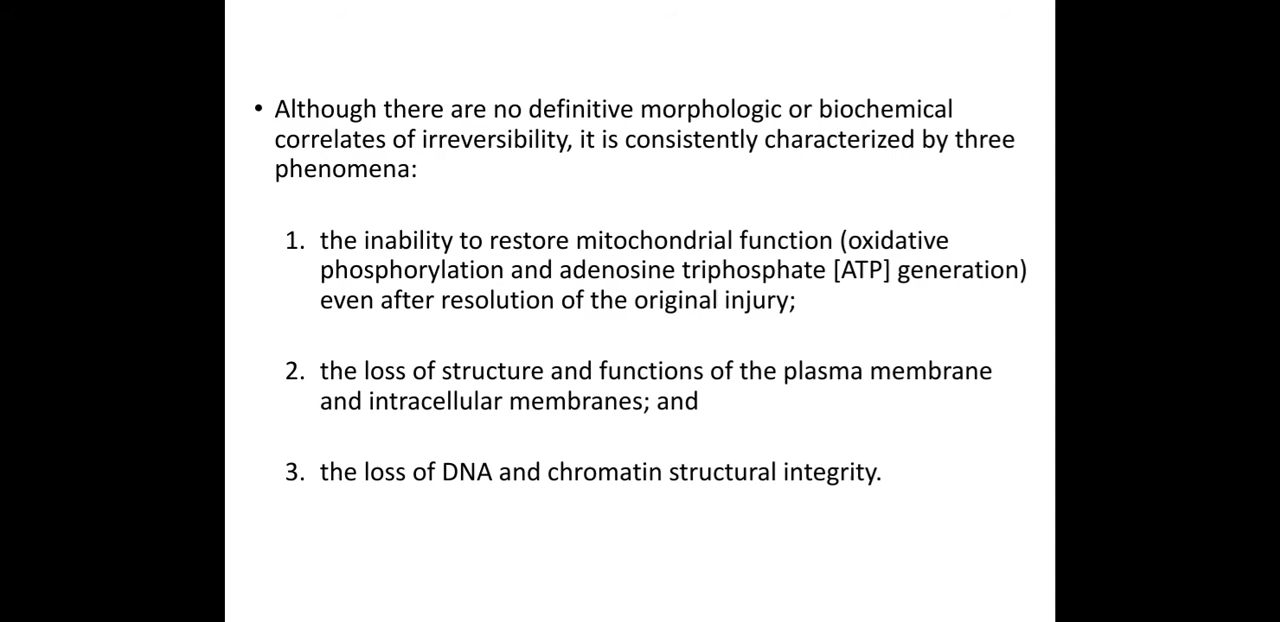 • Although there are no definitive morphologic or biochemical
correlates of irreversibility, it is consistently characterized by three
phenomena:
1. the inability to restore mitochondrial function (oxidative
phosphorylation and adenosine triphosphate [ATP] generation)
even after resolution of the original injury;
2. the loss of structure and functions of the plasma membrane
and intracellular membranes; and
3. the loss of DNA and chromatin structural integrity.